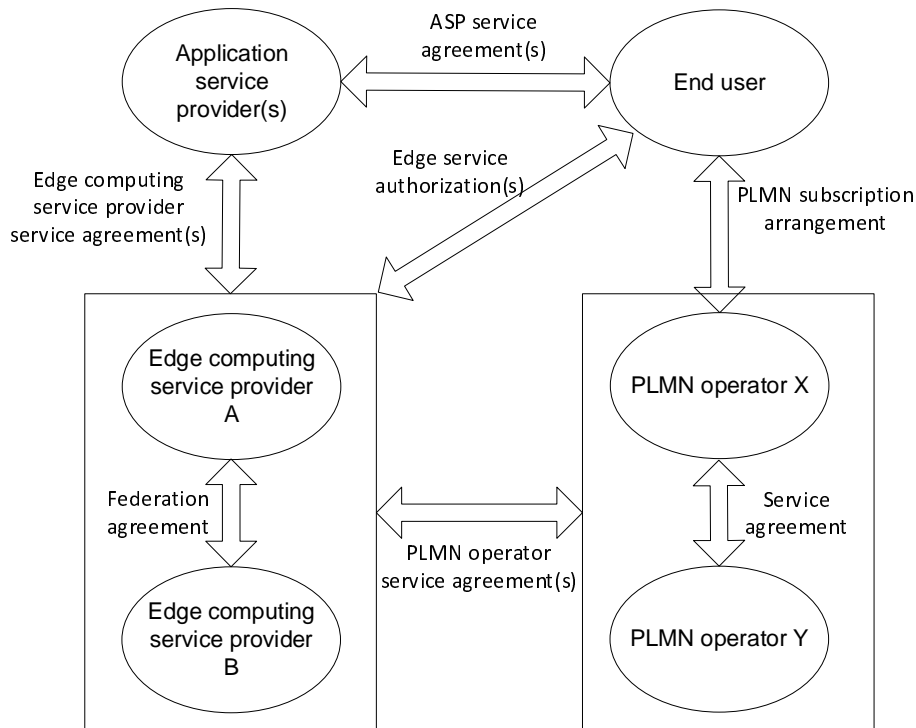 ASP service
agreement(s)
Application
service
provider(s)
End user
Edge service
authorization(s)
Edge computing
service provider
service agreement(s)
PLMN subscription
arrangement
Edge computing
service provider
A
PLMN operator X
Federation
agreement
Service
agreement
PLMN operator
service agreement(s)
Edge computing
service provider
B
PLMN operator Y